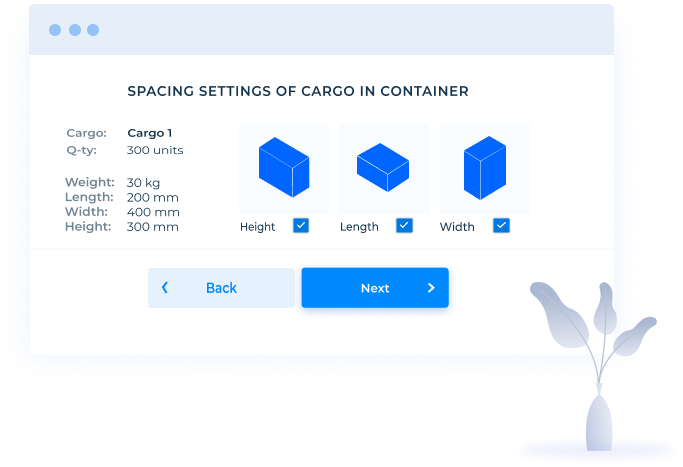 SPACING SETTINGS OF CARGO IN CONTAINER
Cargo: Cargo 1
Q-ty: 300 units
Weight: 30 kg
Length: 200 mm
Width: 400 mm
Height: 300 mm
Height Length Width
Back Next